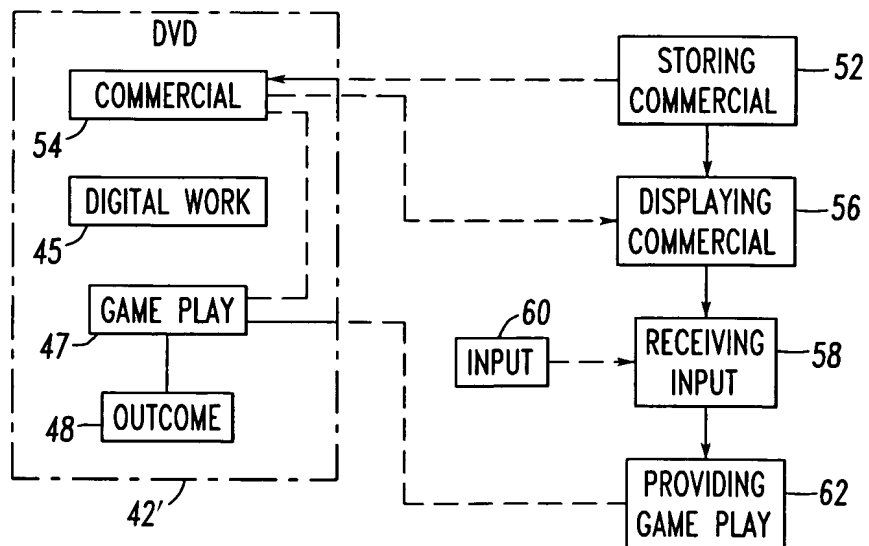 DVD
COMMERCIAL
54
DIGITAL WORK
45
GAME PLAY
47
OUTCOME
48
42'
STORING
COMMERCIAL
52
DISPLAYING
COMMERCIAL
56
60
INPUT
RECEIVING
INPUT
58
PROVIDING
GAME PLAY
62